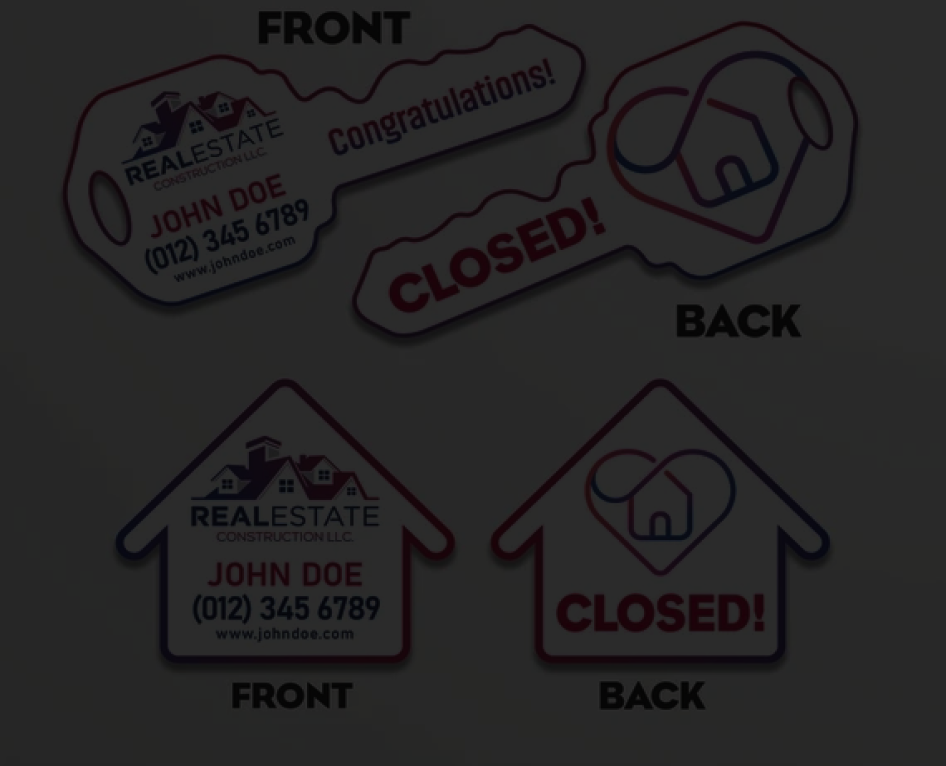 FRONT
REALESTATE
CONSTRUCTION LLC.
JOHN DOE
(012) 345 6789
www.johndoe.com
Congratulations!
CLOSED!
BACK
REALESTATE
CONSTRUCTION LLC.
JOHN DOE
(012) 345 6789
www.johndoe.com
FRONT
CLOSED!
BACK